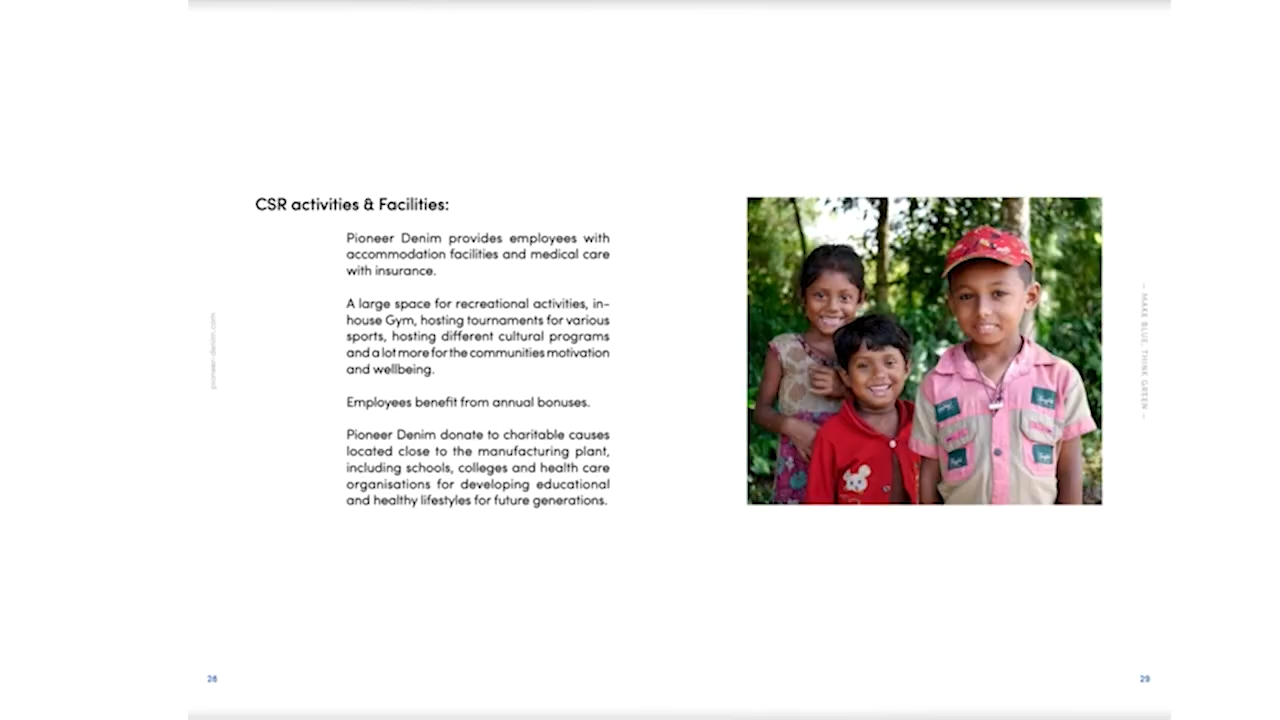 CSR activities & Facilities:
Pioneer Denim provides employees with
accommodation facilities and medical care
with insurance.
A large space for recreational activities, in-
house Gym, hosting tournaments for various
sports, hosting different cultural programs
and a lot more for the communities motivation
and wellbeing.
Employees benefit from annual bonuses.
Pioneer Denim donate to charitable causes
located close to the manufacturing plant,
including schools, colleges and health care
organisations for developing educational
and healthy lifestyles for future generations.
pioneer-denim.com
— MAKE BLUE, THINK GREEN —
28
29